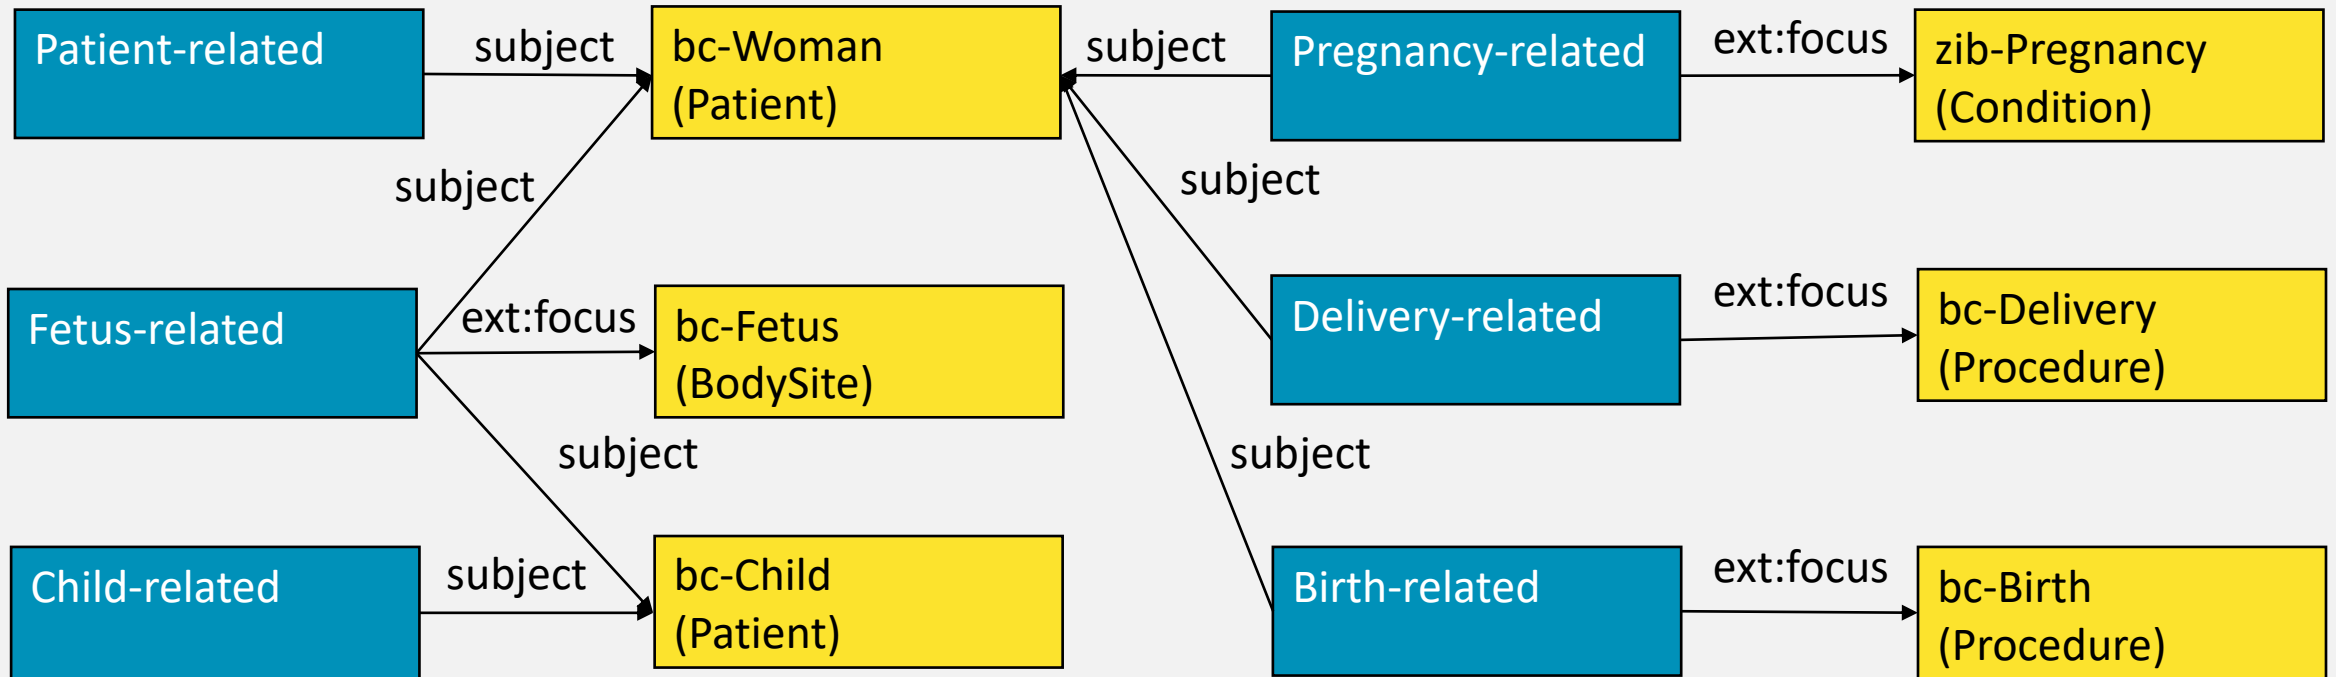 Patient-related
subject
bc-Woman
(Patient)
subject
Pregnancy-related
ext:focus
zib-Pregnancy
(Condition)
subject
subject
Fetus-related
ext:focus
bc-Fetus
(BodySite)
Delivery-related
ext:focus
bc-Delivery
(Procedure)
subject
subject
Child-related
subject
bc-Child
(Patient)
Birth-related
ext:focus
bc-Birth
(Procedure)